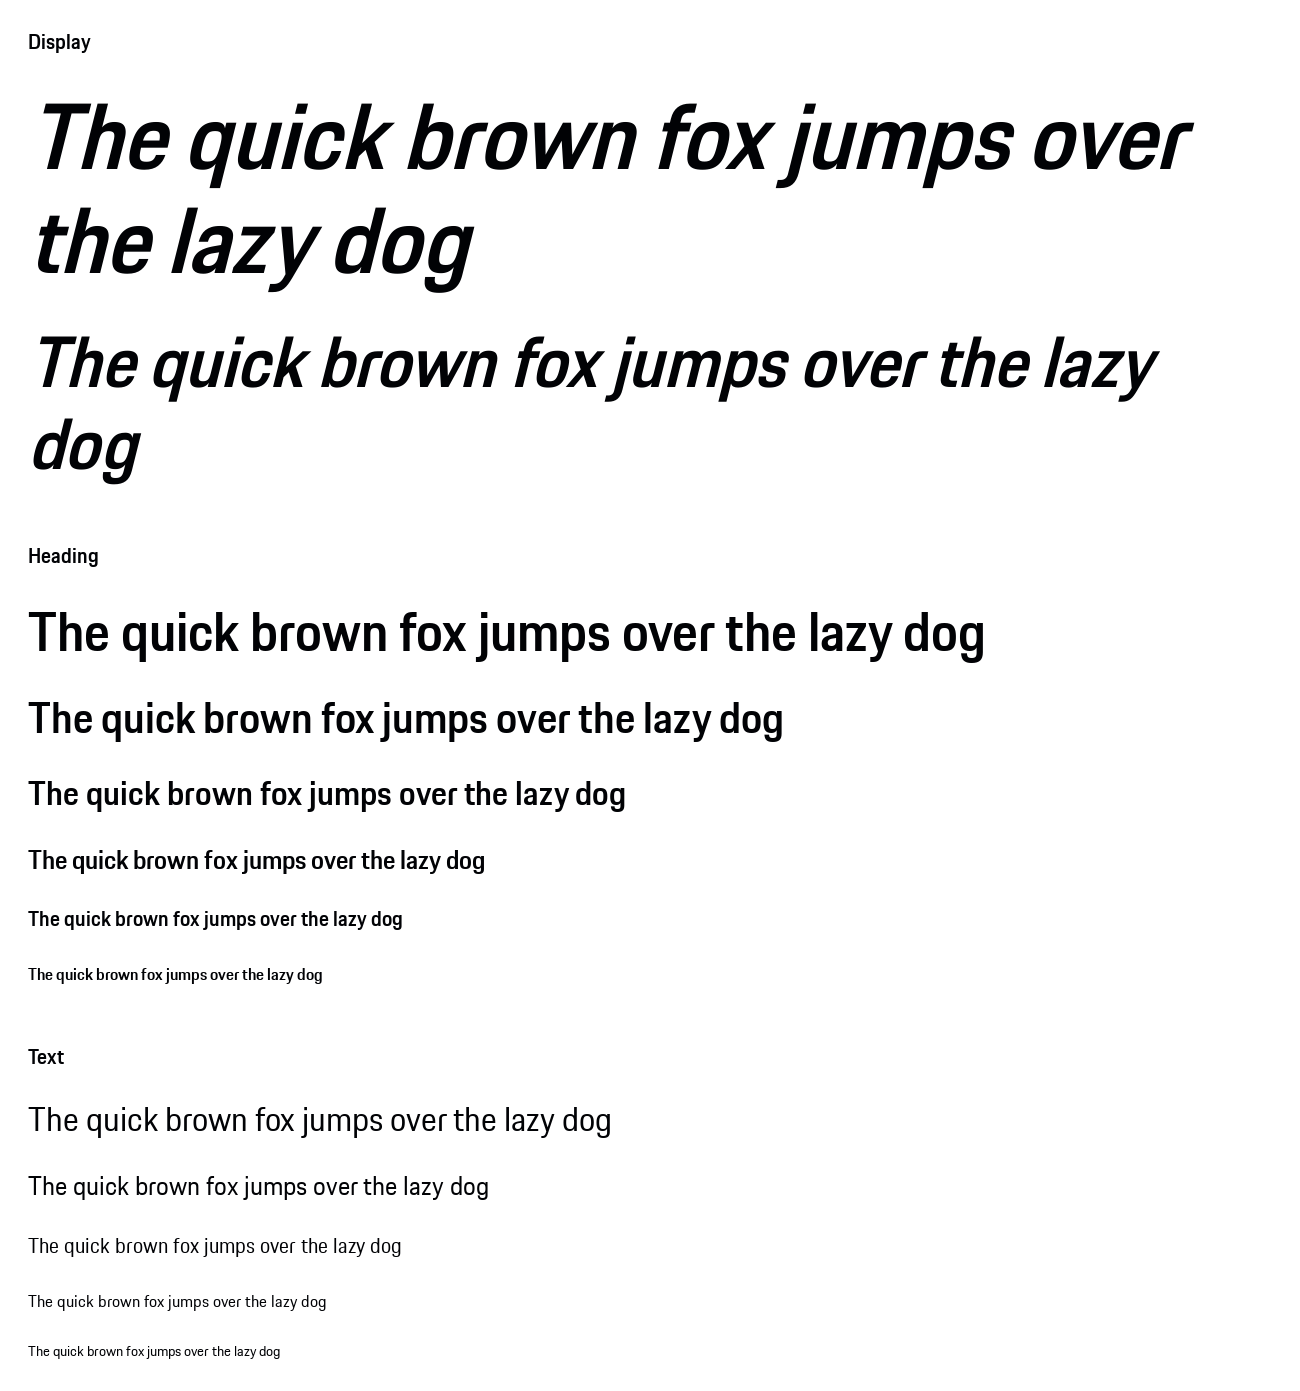 Display
The quick brown fox jumps over
the lazy dog
The quick brown fox jumps over the lazy
dog
Heading
The quick brown fox jumps over the lazy dog
The quick brown fox jumps over the lazy dog
The quick brown fox jumps over the lazy dog
The quick brown fox jumps over the lazy dog
The quick brown fox jumps over the lazy dog
The quick brown fox jumps over the lazy dog
Text
The quick brown fox jumps over the lazy dog
The quick brown fox jumps over the lazy dog
The quick brown fox jumps over the lazy dog
The quick brown fox jumps over the lazy dog
The quick brown fox jumps over the lazy dog